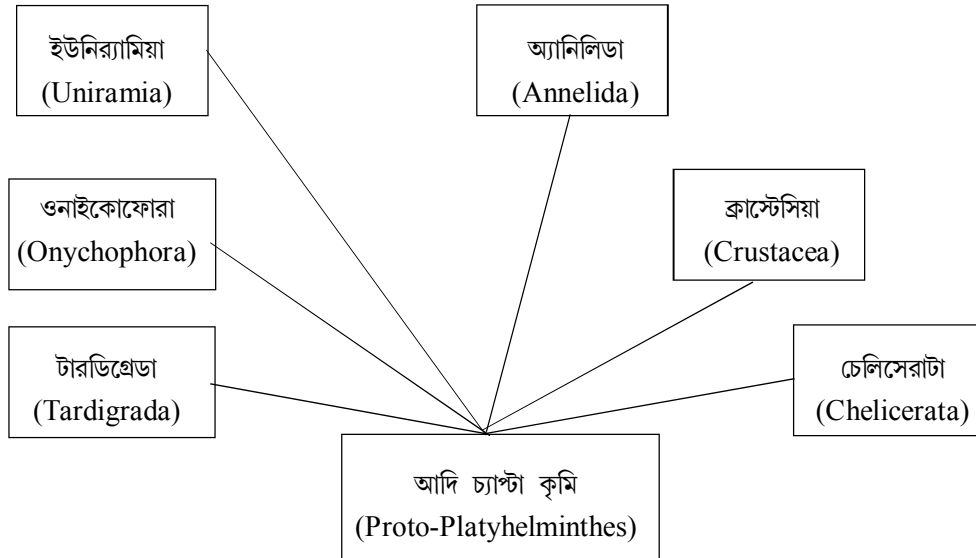 ইউনির‍্যামিয়া
(Uniramia)
অ্যানিলিডা
(Annelida)
ওনাইকোফোরা
(Onychophora)
ক্রাস্টেসিয়া
(Crustacea)
টারডিগ্রেডা
(Tardigrada)
চেলিসেরাটা
(Chelicerata)
আদি চ্যাপ্টা কৃমি
(Proto-Platyhelminthes)